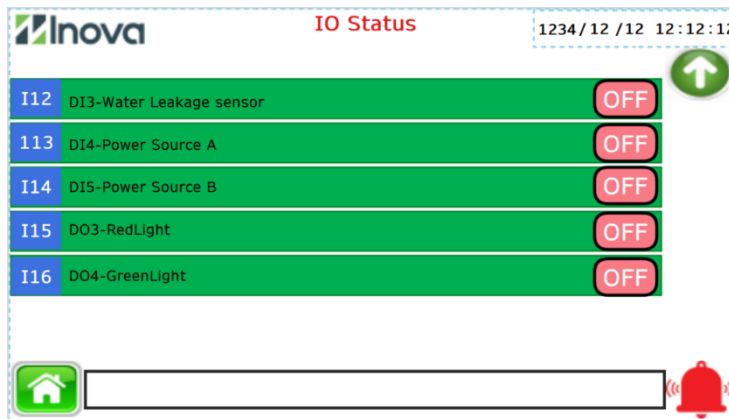 Inova
IO Status
1234/12/12 12:12:12
I12 DI3-Water Leakage sensor OFF
113 DI4-Power Source A OFF
I14 DI5-Power Source B OFF
I15 DO3-RedLight OFF
I16 DO4-GreenLight OFF